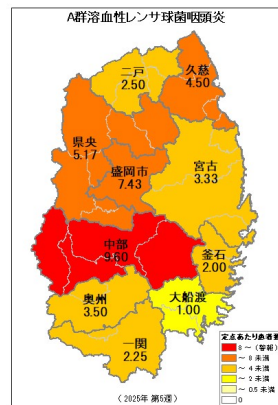 A群溶血性レンサ球菌咽頭炎
二戸
2.50
久慈
4.50
県央
5.17
盛岡市
7.43
宮古
3.33
中部
9.60
釜石
2.00
奥州
3.50
大船渡
1.00
一関
2.25
定点あたり患者数
8～(警報)
～ 8 未満
～ 4 未満
～ 2 未満
～ 0.5 未満
0
(2025年 第5週)